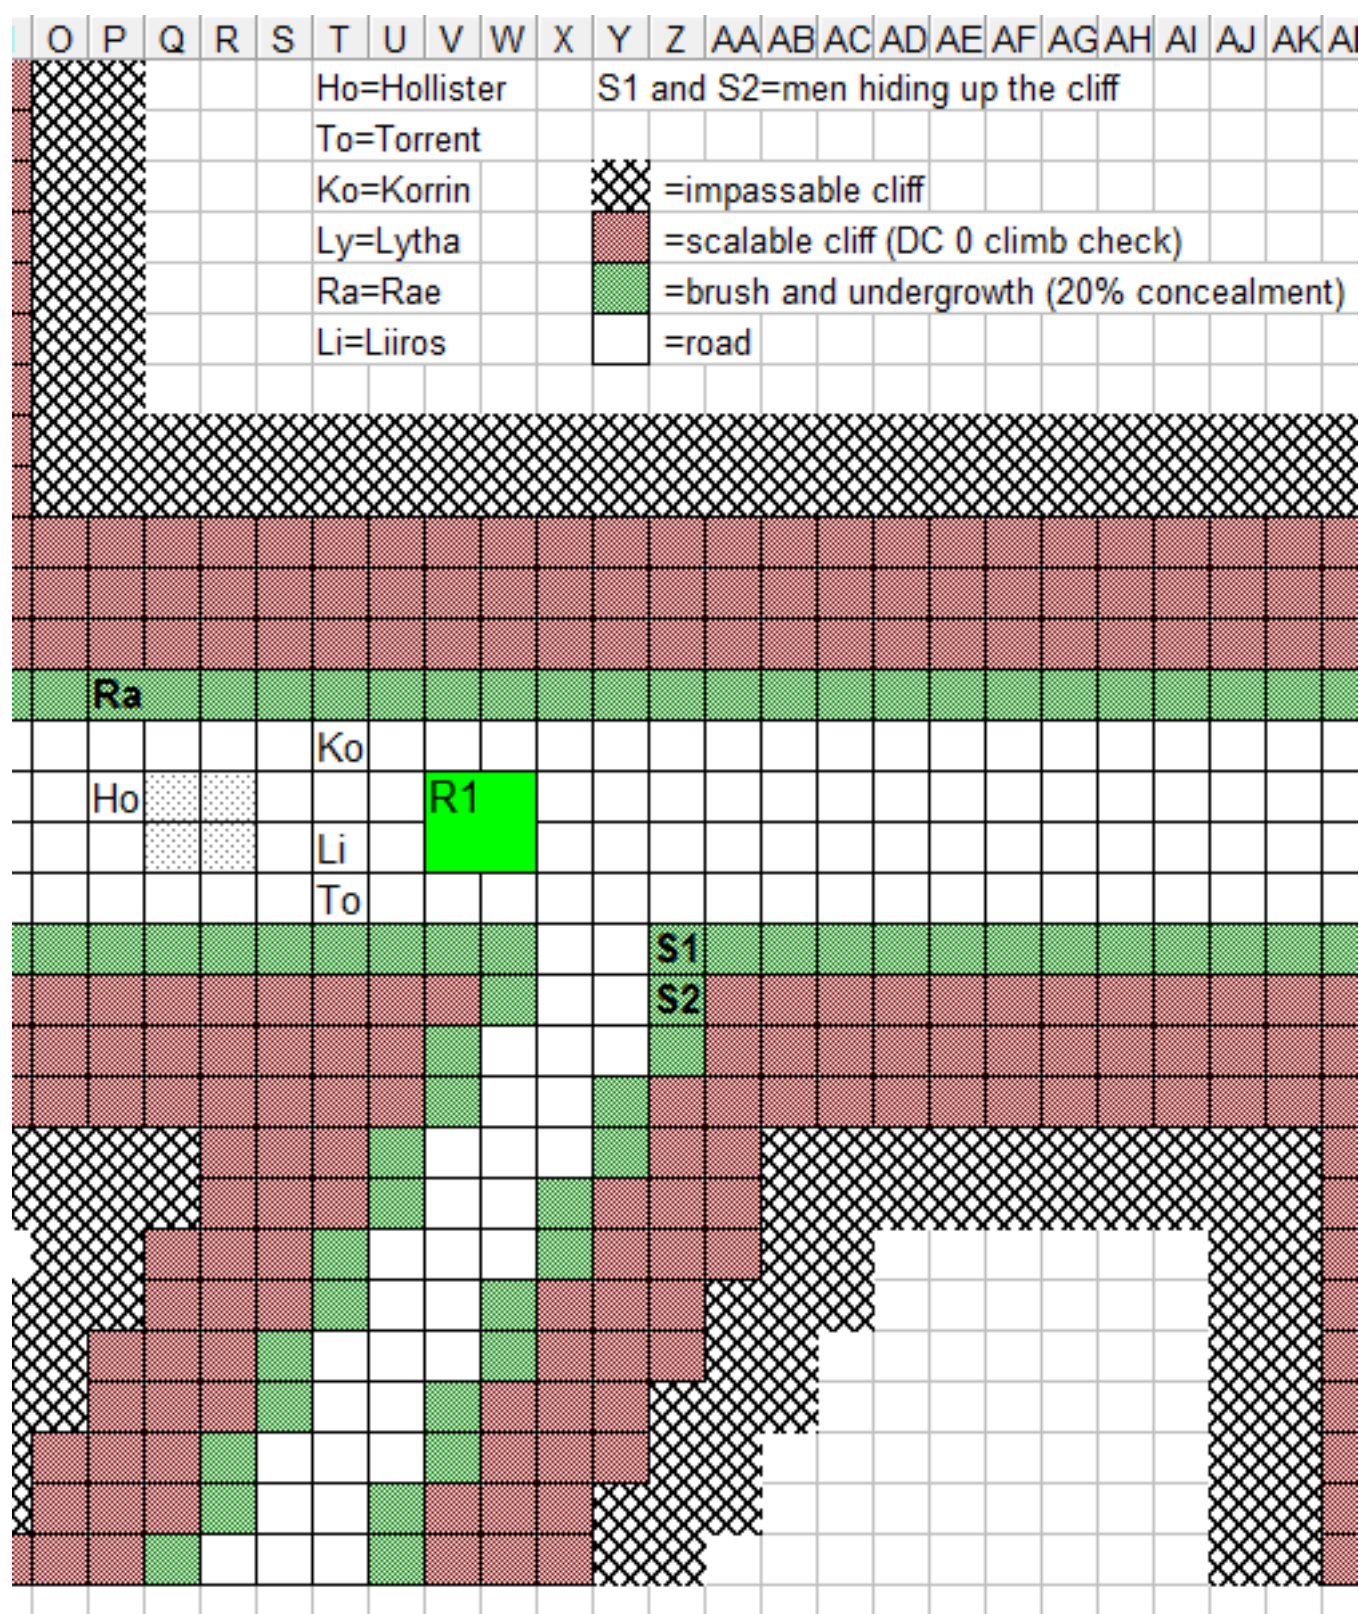 O P Q R S T U V W X Y Z AA AB AC AD AE AF AG AH AI AJ AK
Ho=Hollister S1 and S2=men hiding up the cliff
To=Torrent
Ko=Korrin =impassable cliff
Ly=Lytha =scalable cliff (DC 0 climb check)
Ra=Rae =brush and undergrowth (20% concealment)
Li=Liiros =road
Ra
Ko
Ho R1
Li
To
S1
S2